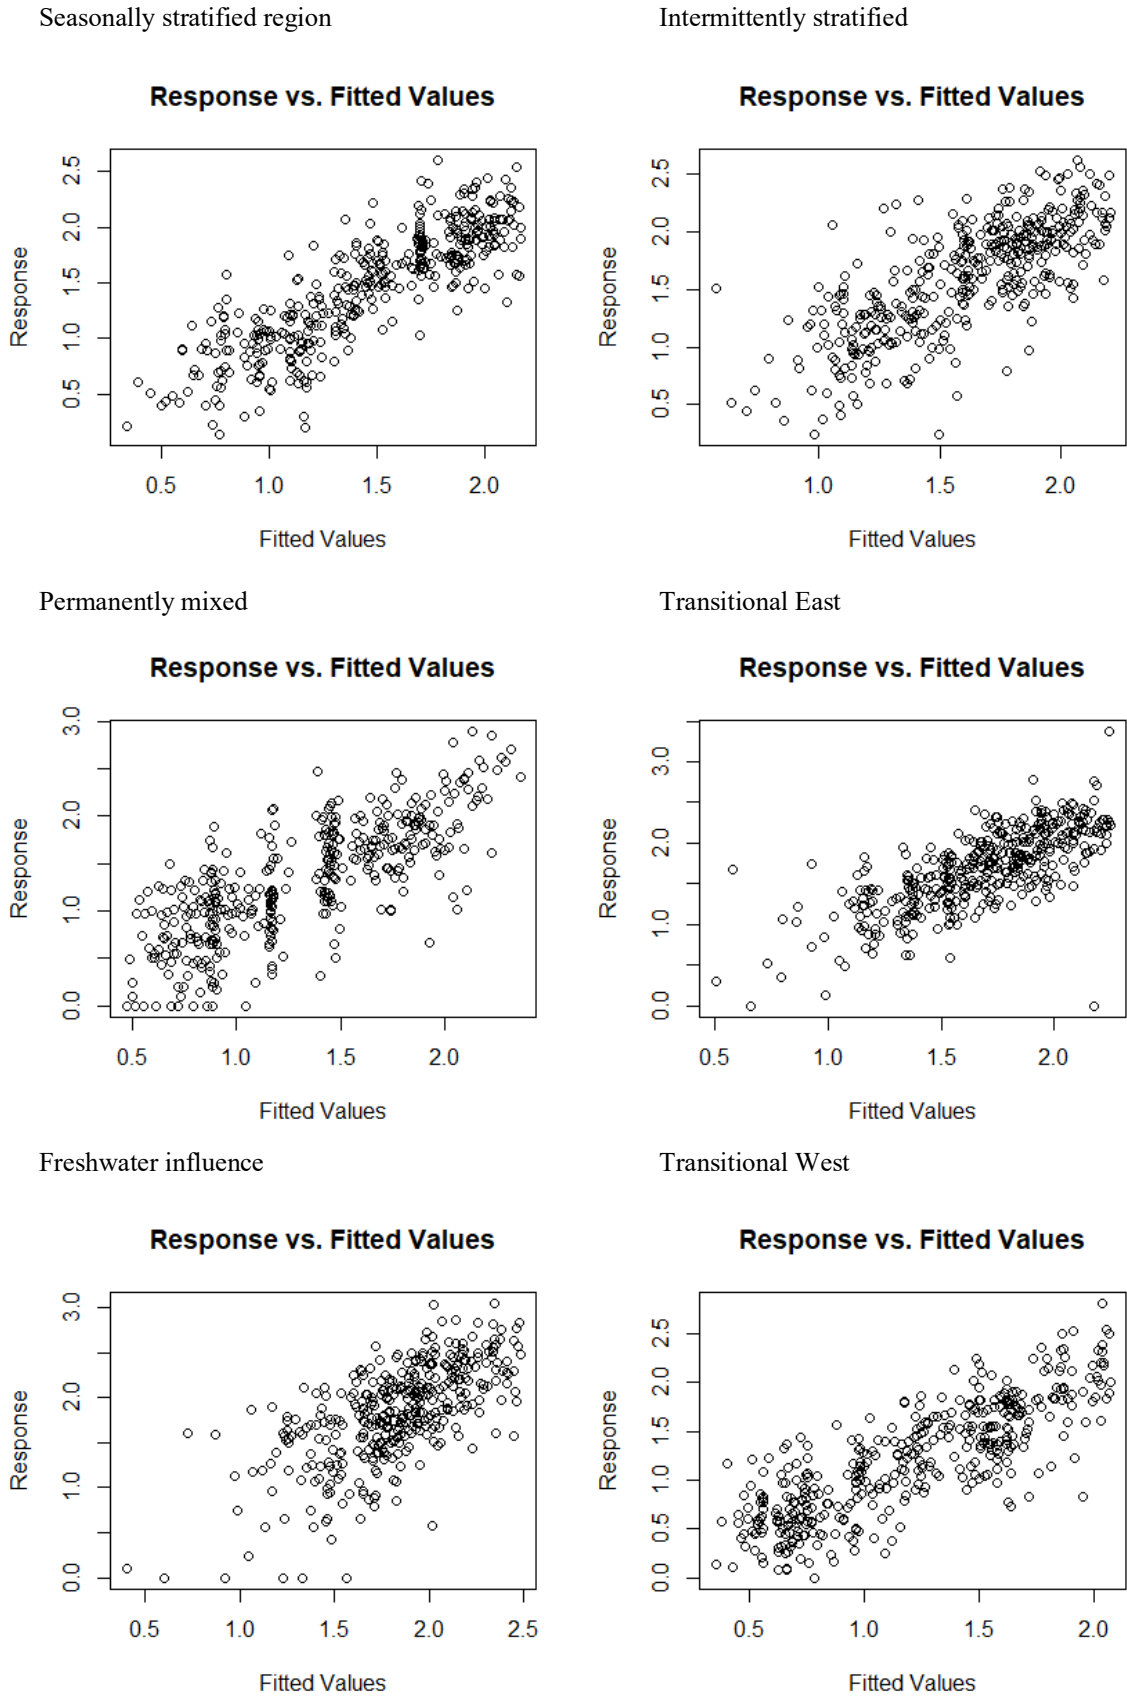 Seasonally stratified region
Intermittently stratified
Response vs. Fitted Values
Response vs. Fitted Values
Response
0.5 1.0 1.5 2.0 2.5
0.5 1.0 1.5 2.0
Fitted Values
Response
0.5 1.0 1.5 2.0 2.5
1.0 1.5 2.0
Fitted Values
Permanently mixed
Transitional East
Response vs. Fitted Values
Response vs. Fitted Values
Response
0.0 1.0 2.0 3.0
0.5 1.0 1.5 2.0
Fitted Values
Response
0.0 1.0 2.0 3.0
0.5 1.0 1.5 2.0
Fitted Values
Freshwater influence
Transitional West
Response vs. Fitted Values
Response vs. Fitted Values
Response
0.0 1.0 2.0 3.0
0.5 1.0 1.5 2.0 2.5
Fitted Values
Response
0.0 0.5 1.0 1.5 2.0 2.5
0.5 1.0 1.5 2.0
Fitted Values